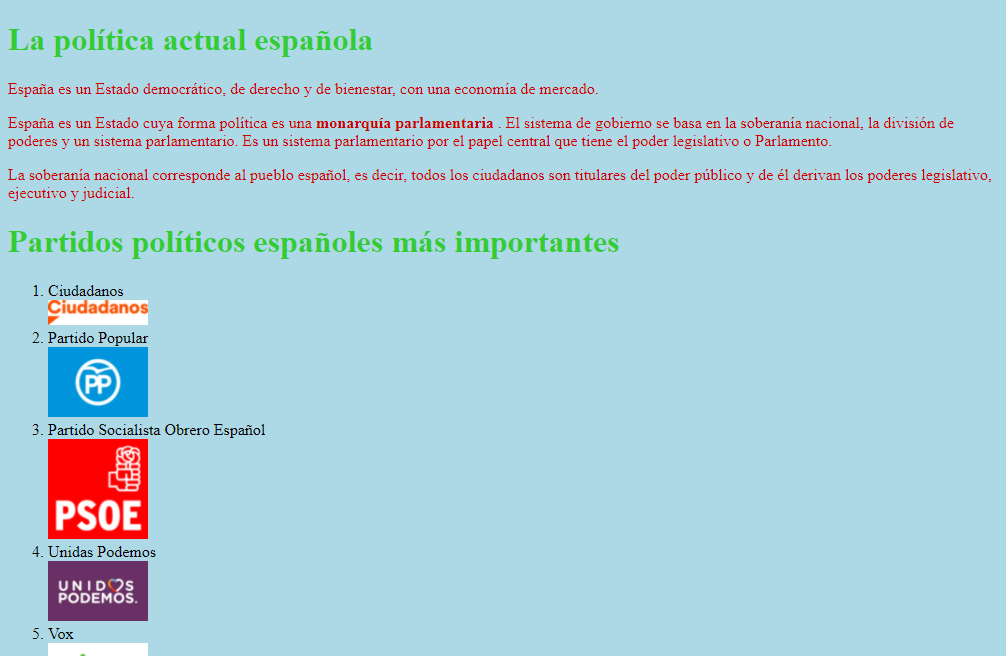 La política actual española
España es un Estado democrático, de derecho y de bienestar, con una economía de mercado.
España es un Estado cuya forma política es una monarquía parlamentaria . El sistema de gobierno se basa en la soberanía nacional, la división de
poderes y un sistema parlamentario. Es un sistema parlamentario por el papel central que tiene el poder legislativo o Parlamento.
La soberanía nacional corresponde al pueblo español, es decir, todos los ciudadanos son titulares del poder público y de él derivan los poderes legislativo,
ejecutivo y judicial.
Partidos políticos españoles más importantes
1. Ciudadanos
Ciudadanos
2. Partido Popular
PP
3. Partido Socialista Obrero Español
PSOE
4. Unidas Podemos
UNIDOS
PODEMOS.
5. Vox